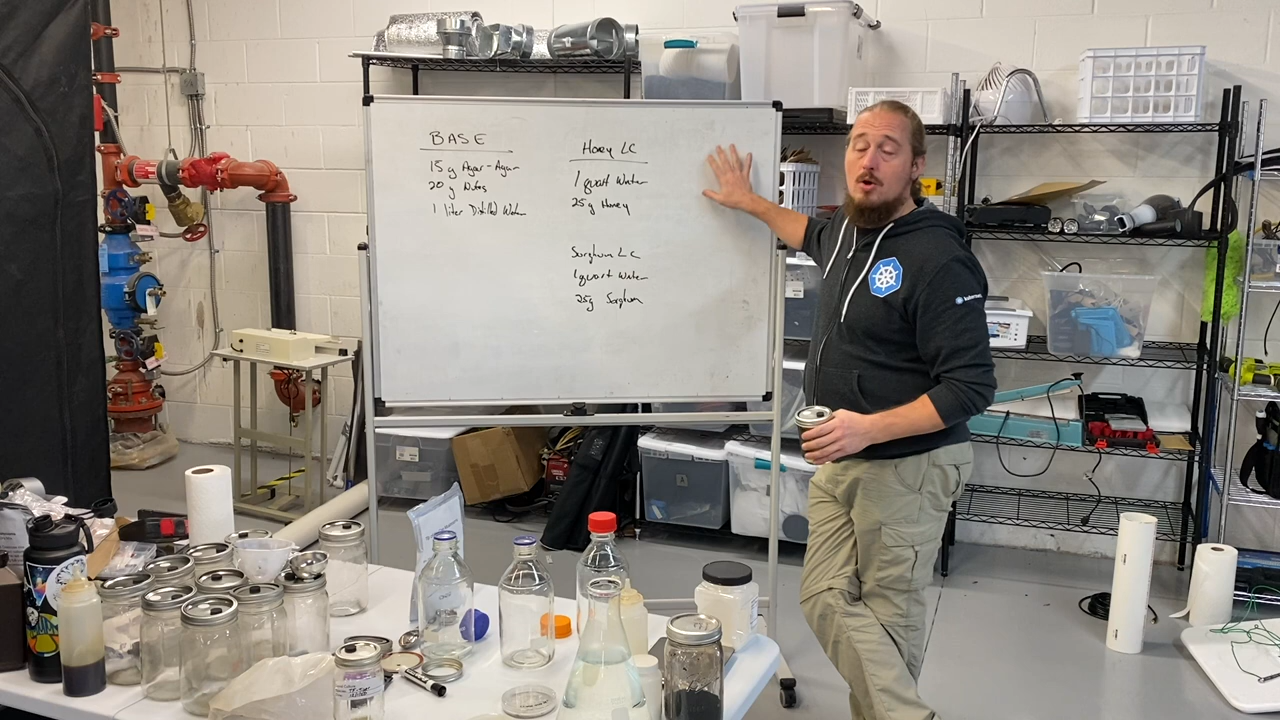 BASE
15 g Agar-Agar
20 g
1 liter Distilled Water
Honey LC
1 quart Water
25g Honey
Sorghum LC
1 quart Water
25g Sorghum